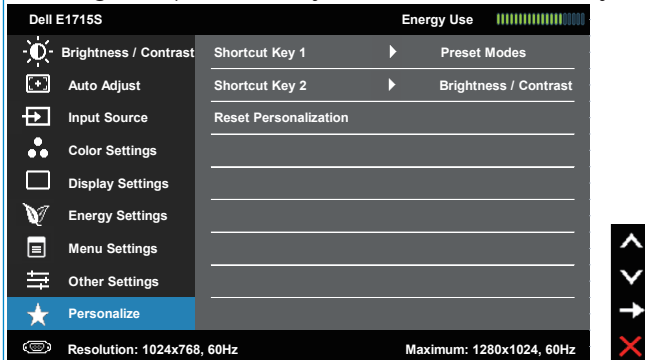 Dell E1715S Energy Use
Brightness / Contrast Shortcut Key 1 Preset Modes
Auto Adjust Shortcut Key 2 Brightness / Contrast
Input Source Reset Personalization
Color Settings
Display Settings
Energy Settings
Menu Settings
Other Settings
Personalize
Resolution: 1024x768, 60Hz Maximum: 1280x1024, 60Hz